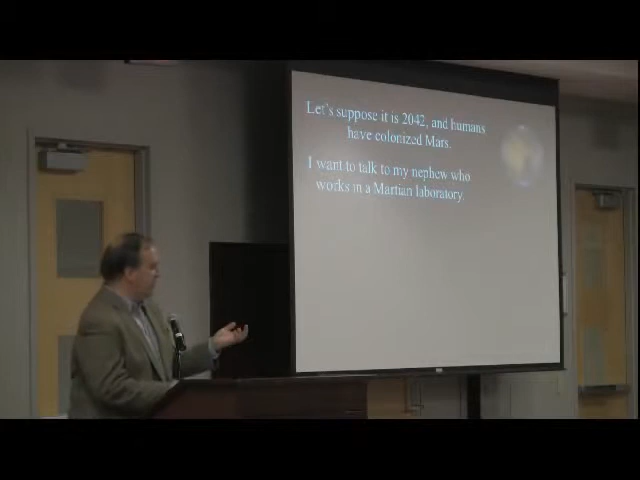 Let's suppose it is 2042, and humans
have colonized Mars.
I want to talk to my nephew who
works in a Martian laboratory.